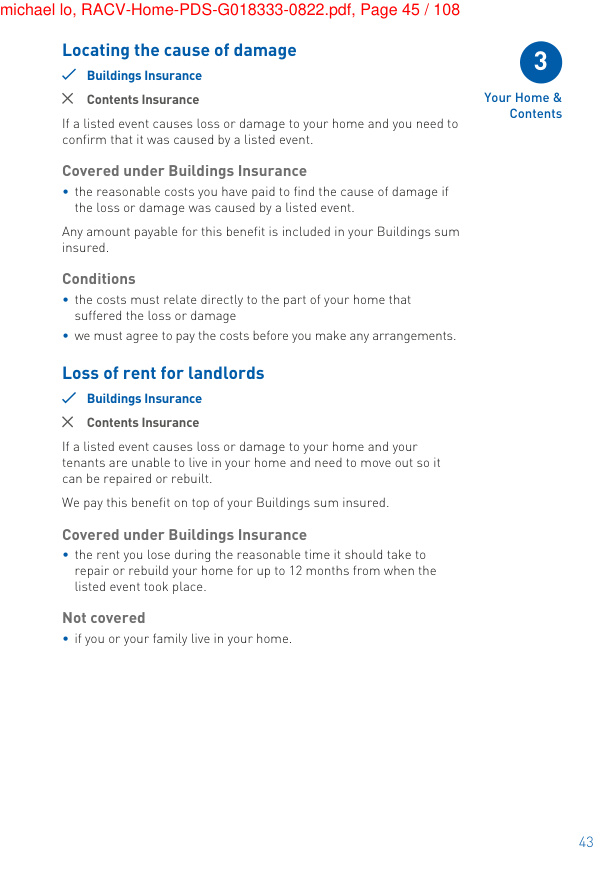 michael lo, RACV-Home-PDS-G018333-0822.pdf, Page 45 / 108
Locating the cause of damage
Buildings Insurance
Contents Insurance
If a listed event causes loss or damage to your home and you need to
confirm that it was caused by a listed event.
Covered under Buildings Insurance
• the reasonable costs you have paid to find the cause of damage if
the loss or damage was caused by a listed event.
Any amount payable for this benefit is included in your Buildings sum
insured.
Conditions
• the costs must relate directly to the part of your home that
suffered the loss or damage
• we must agree to pay the costs before you make any arrangements.
Loss of rent for landlords
Buildings Insurance
Contents Insurance
If a listed event causes loss or damage to your home and your
tenants are unable to live in your home and need to move out so it
can be repaired or rebuilt.
We pay this benefit on top of your Buildings sum insured.
Covered under Buildings Insurance
• the rent you lose during the reasonable time it should take to
repair or rebuild your home for up to 12 months from when the
listed event took place.
Not covered
• if you or your family live in your home.
3
Your Home &
Contents
43